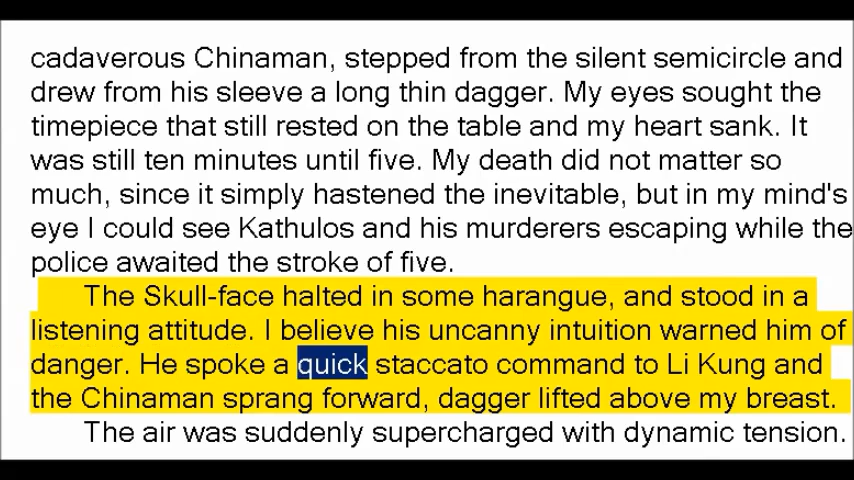 cadaverous Chinaman, stepped from the silent semicircle and
drew from his sleeve a long thin dagger. My eyes sought the
timepiece that still rested on the table and my heart sank. It
was still ten minutes until five. My death did not matter so
much, since it simply hastened the inevitable, but in my mind's
eye I could see Kathulos and his murderers escaping while the
police awaited the stroke of five.
The Skull-face halted in some harangue, and stood in a
listening attitude. I believe his uncanny intuition warned him of
danger. He spoke a quick staccato command to Li Kung and
the Chinaman sprang forward, dagger lifted above my breast.
The air was suddenly supercharged with dynamic tension.